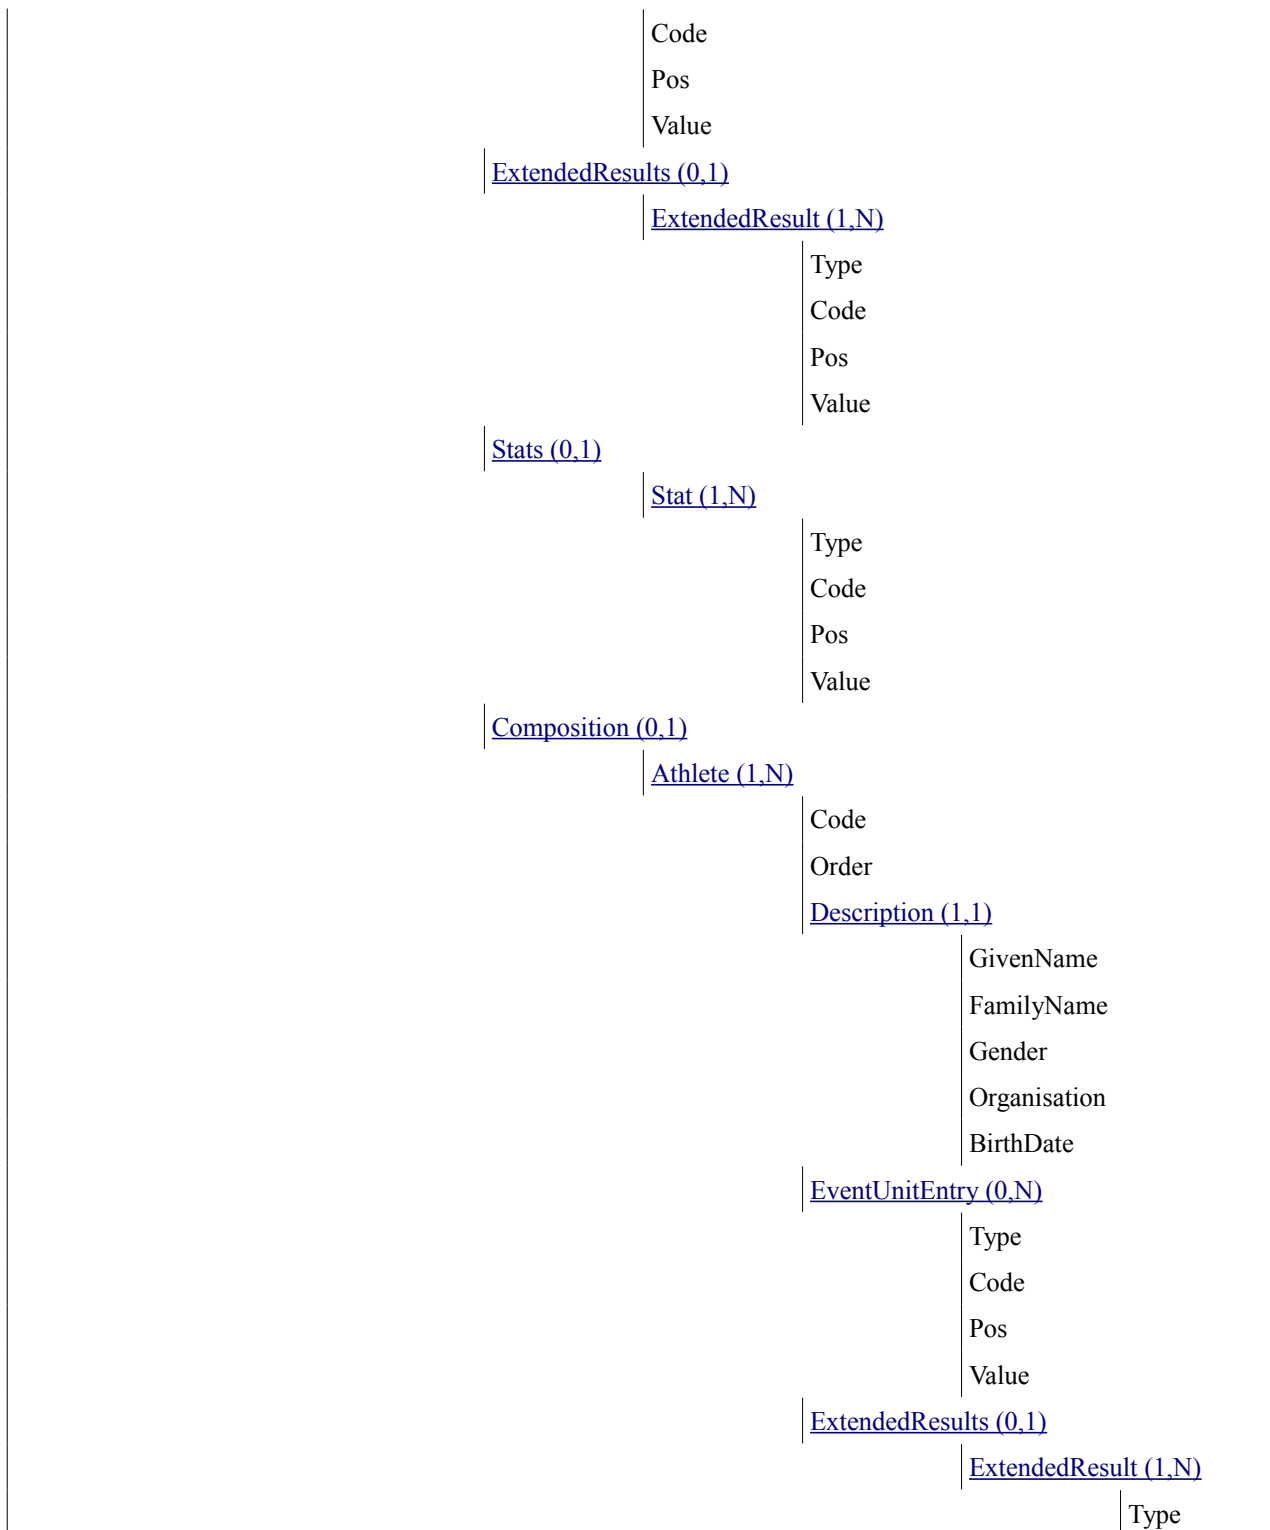 Code
Pos
Value
ExtendedResults (0,1)
ExtendedResult (1,N)
Type
Code
Pos
Value
Stats (0,1)
Stat (1,N)
Type
Code
Pos
Value
Composition (0,1)
Athlete (1,N)
Code
Order
Description (1,1)
GivenName
FamilyName
Gender
Organisation
BirthDate
EventUnitEntry (0,N)
Type
Code
Pos
Value
ExtendedResults (0,1)
ExtendedResult (1,N)
Type